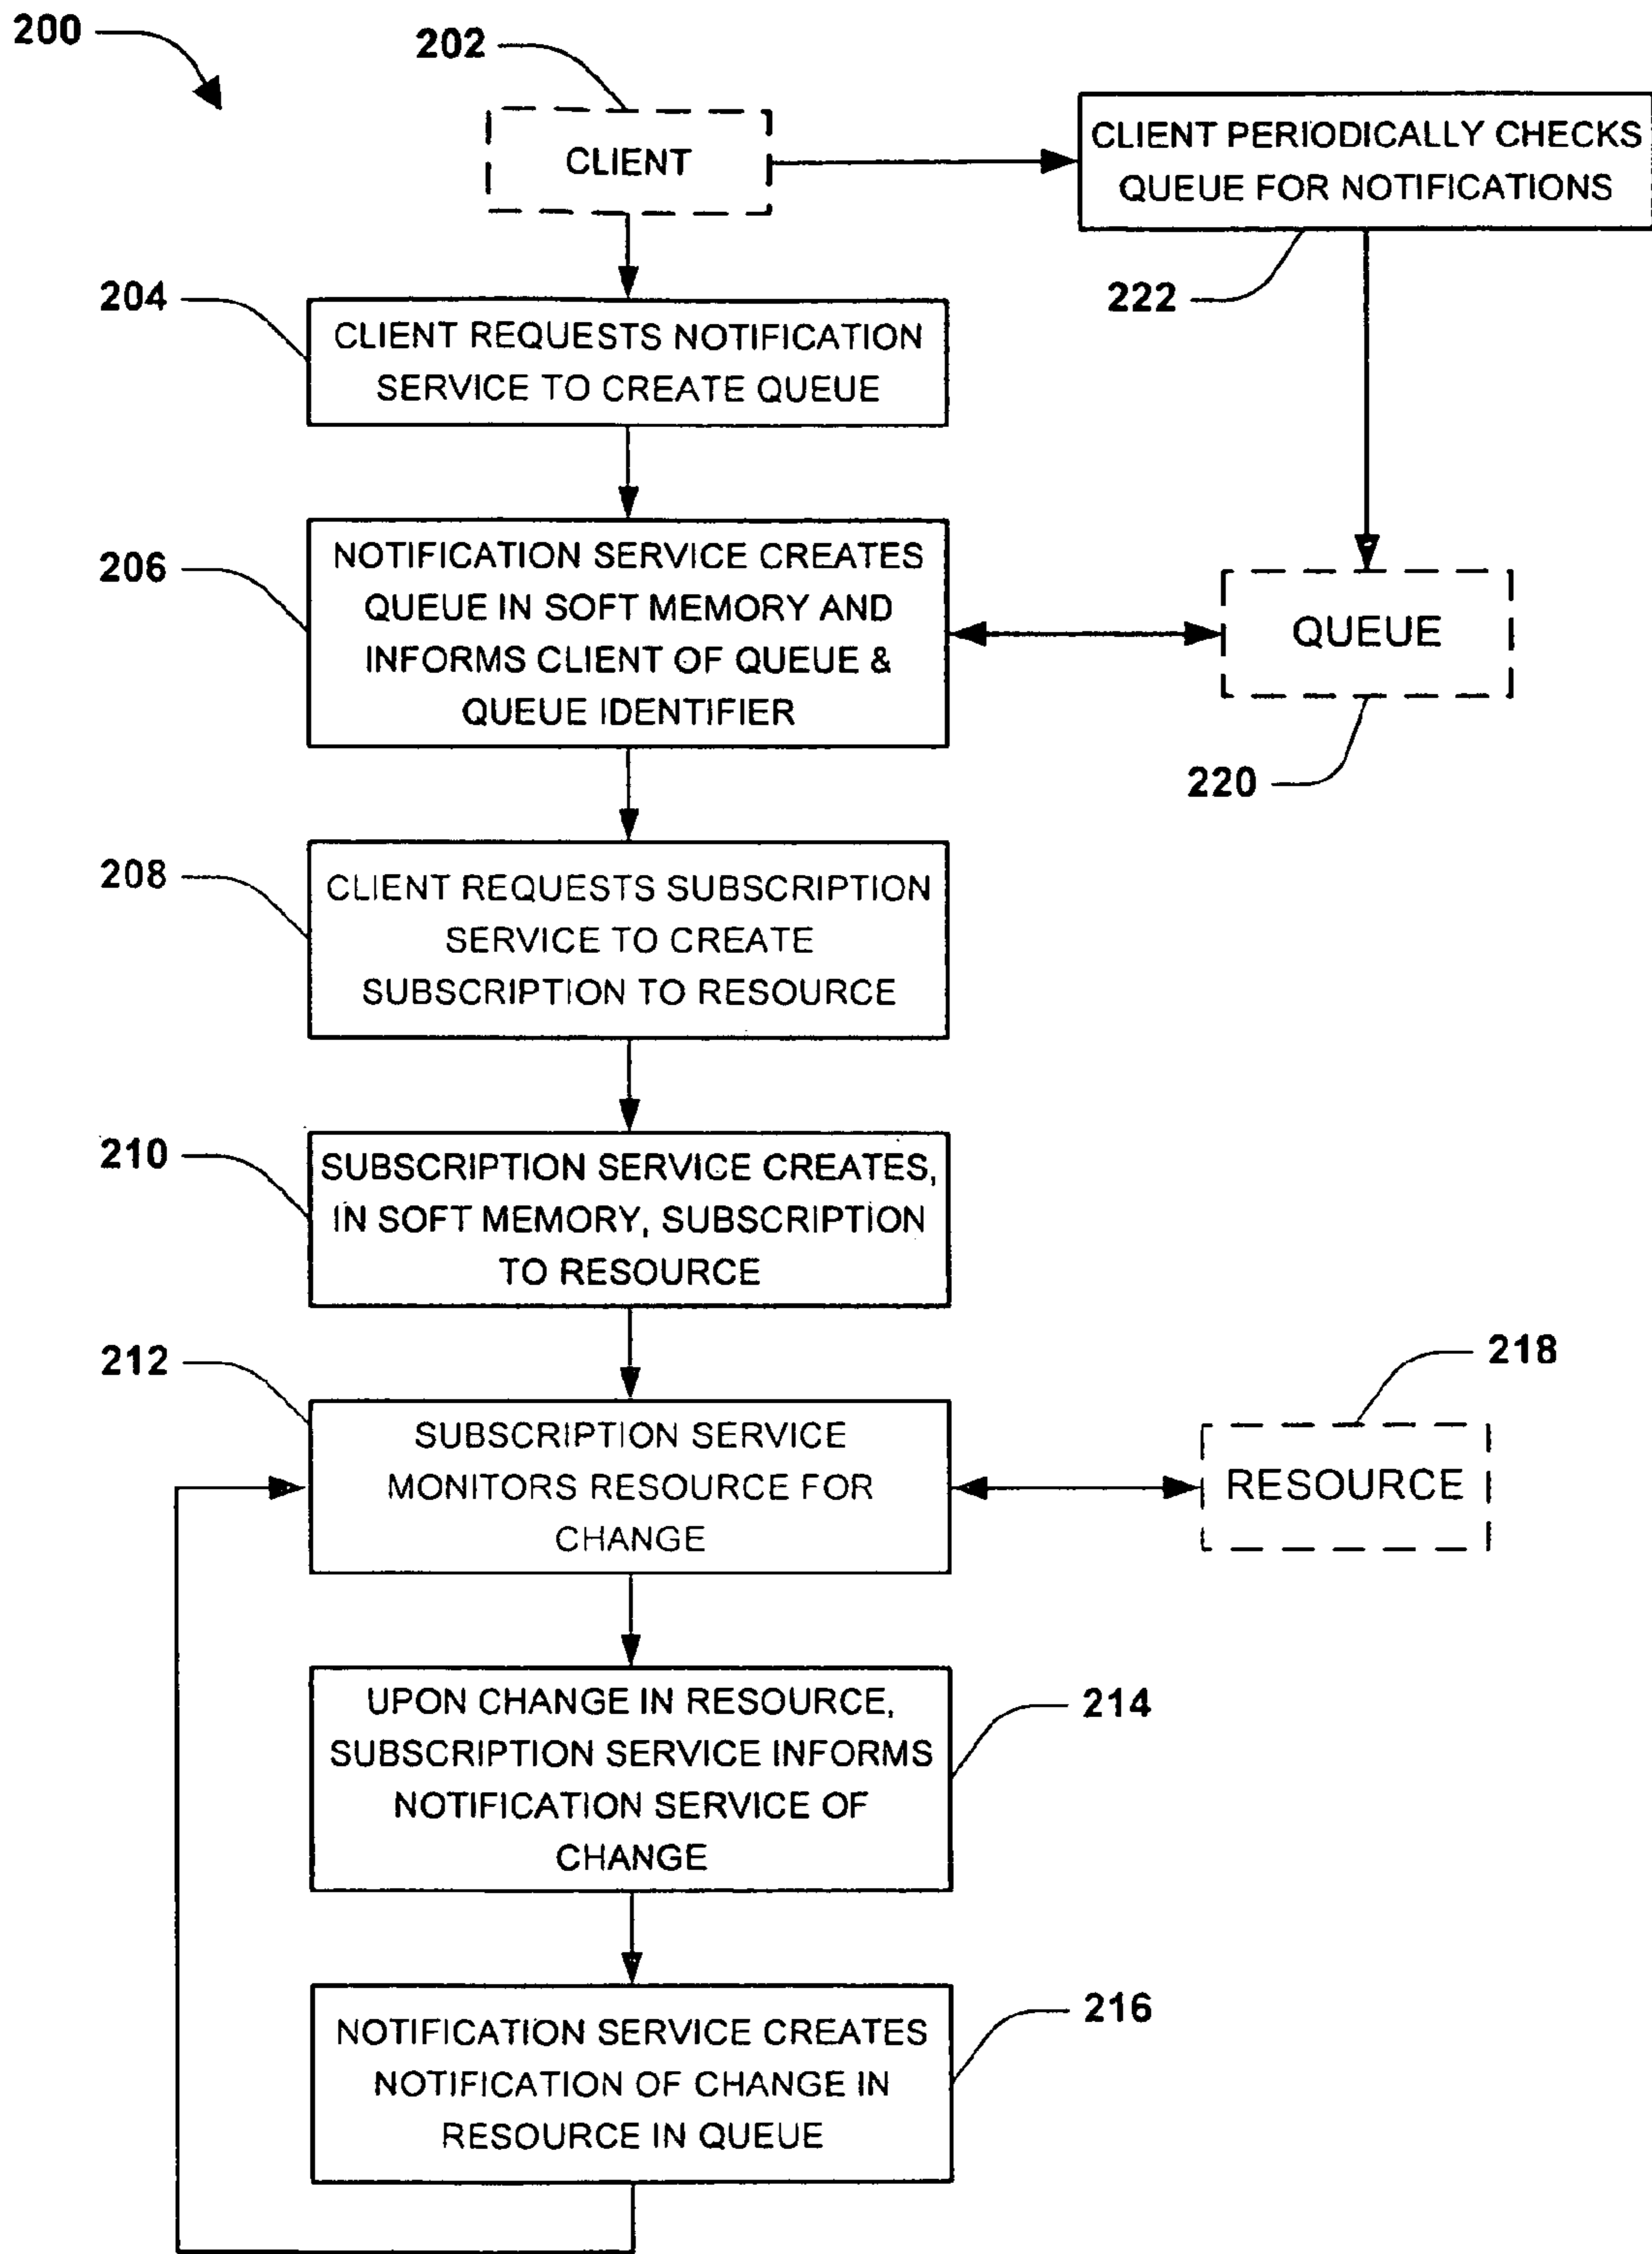 200
202
CLIENT
CLIENT PERIODICALLY CHECKS
QUEUE FOR NOTIFICATIONS
222
204
CLIENT REQUESTS NOTIFICATION
SERVICE TO CREATE QUEUE
206
NOTIFICATION SERVICE CREATES
QUEUE IN SOFT MEMORY AND
INFORMS CLIENT OF QUEUE &
QUEUE IDENTIFIER
QUEUE
220
208
CLIENT REQUESTS SUBSCRIPTION
SERVICE TO CREATE
SUBSCRIPTION TO RESOURCE
210
SUBSCRIPTION SERVICE CREATES,
IN SOFT MEMORY, SUBSCRIPTION
TO RESOURCE
212
SUBSCRIPTION SERVICE
MONITORS RESOURCE FOR
CHANGE
218
RESOURCE
UPON CHANGE IN RESOURCE,
SUBSCRIPTION SERVICE INFORMS
NOTIFICATION SERVICE OF
CHANGE
214
NOTIFICATION SERVICE CREATES
NOTIFICATION OF CHANGE IN
RESOURCE IN QUEUE
216